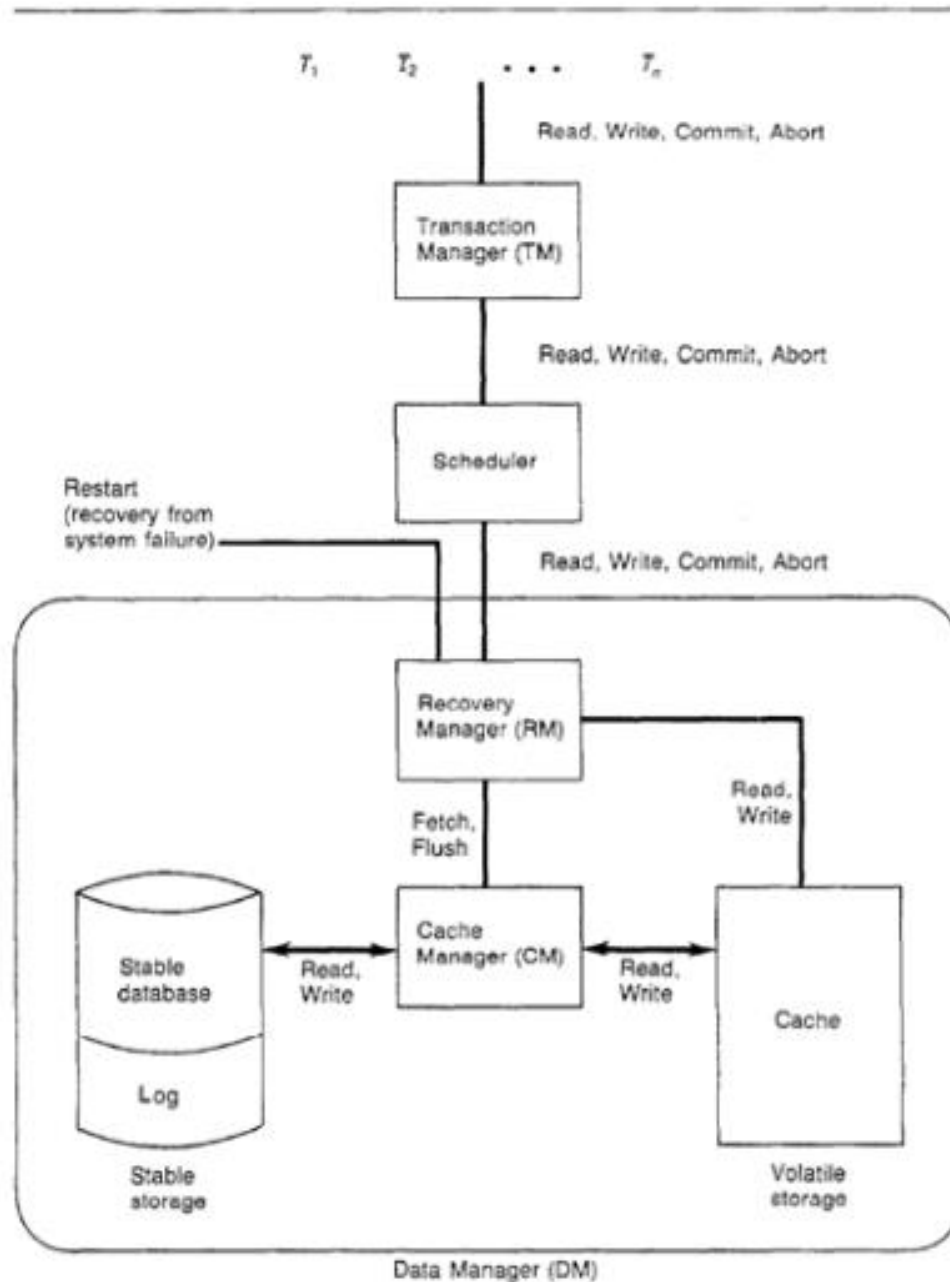 T₁ T₂ • • • Tₙ
Read, Write, Commit, Abort
Transaction
Manager (TM)
Read, Write, Commit, Abort
Scheduler
Restart
(recovery from
system failure)
Read, Write, Commit, Abort
Recovery
Manager (RM)
Read,
Write
Fetch,
Flush
Cache
Manager (CM)
Stable
database
Read,
Write
Read,
Write
Cache
Log
Stable
storage
Volatile
storage
Data Manager (DM)